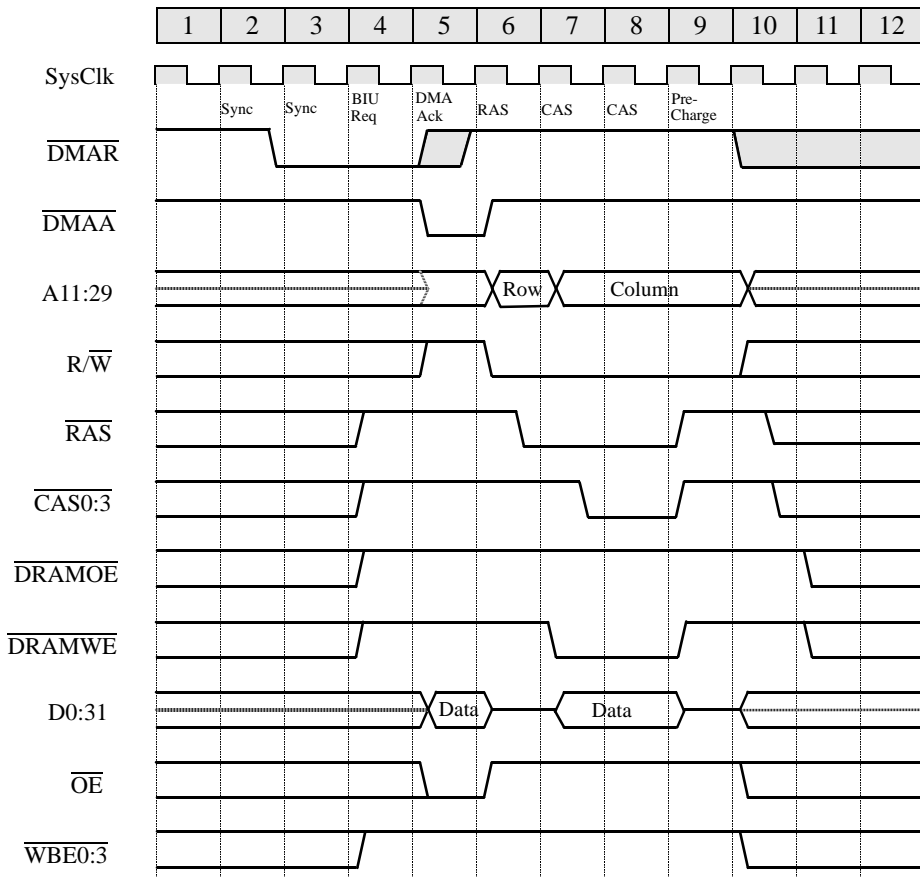 1 2 3 4 5 6 7 8 9 10 11 12
SysClk
Sync Sync BIU Req DMA Ack RAS CAS CAS Pre-Charge
DMAR
DMAA
A11:29 Row Column
R/W
RAS
CAS0:3
DRAMOE
DRAMWE
D0:31 Data Data
OE
WBE0:3